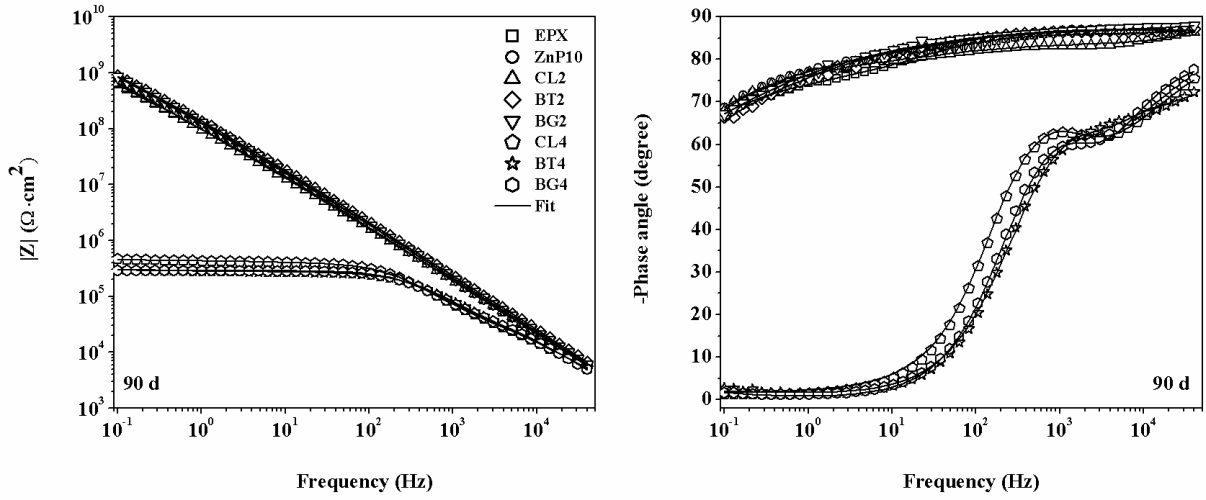 10^10
10^9
10^8
10^7
10^6
10^5
10^4
10^3
|Z| (Ω·cm^2)
EPX
ZnP10
CL2
BT2
BG2
CL4
BT4
BG4
Fit
90 d
10^-1 10^0 10^1 10^2 10^3 10^4
Frequency (Hz)
90
80
70
60
50
40
30
20
10
0
-Phase angle (degree)
90 d
10^-1 10^0 10^1 10^2 10^3 10^4
Frequency (Hz)